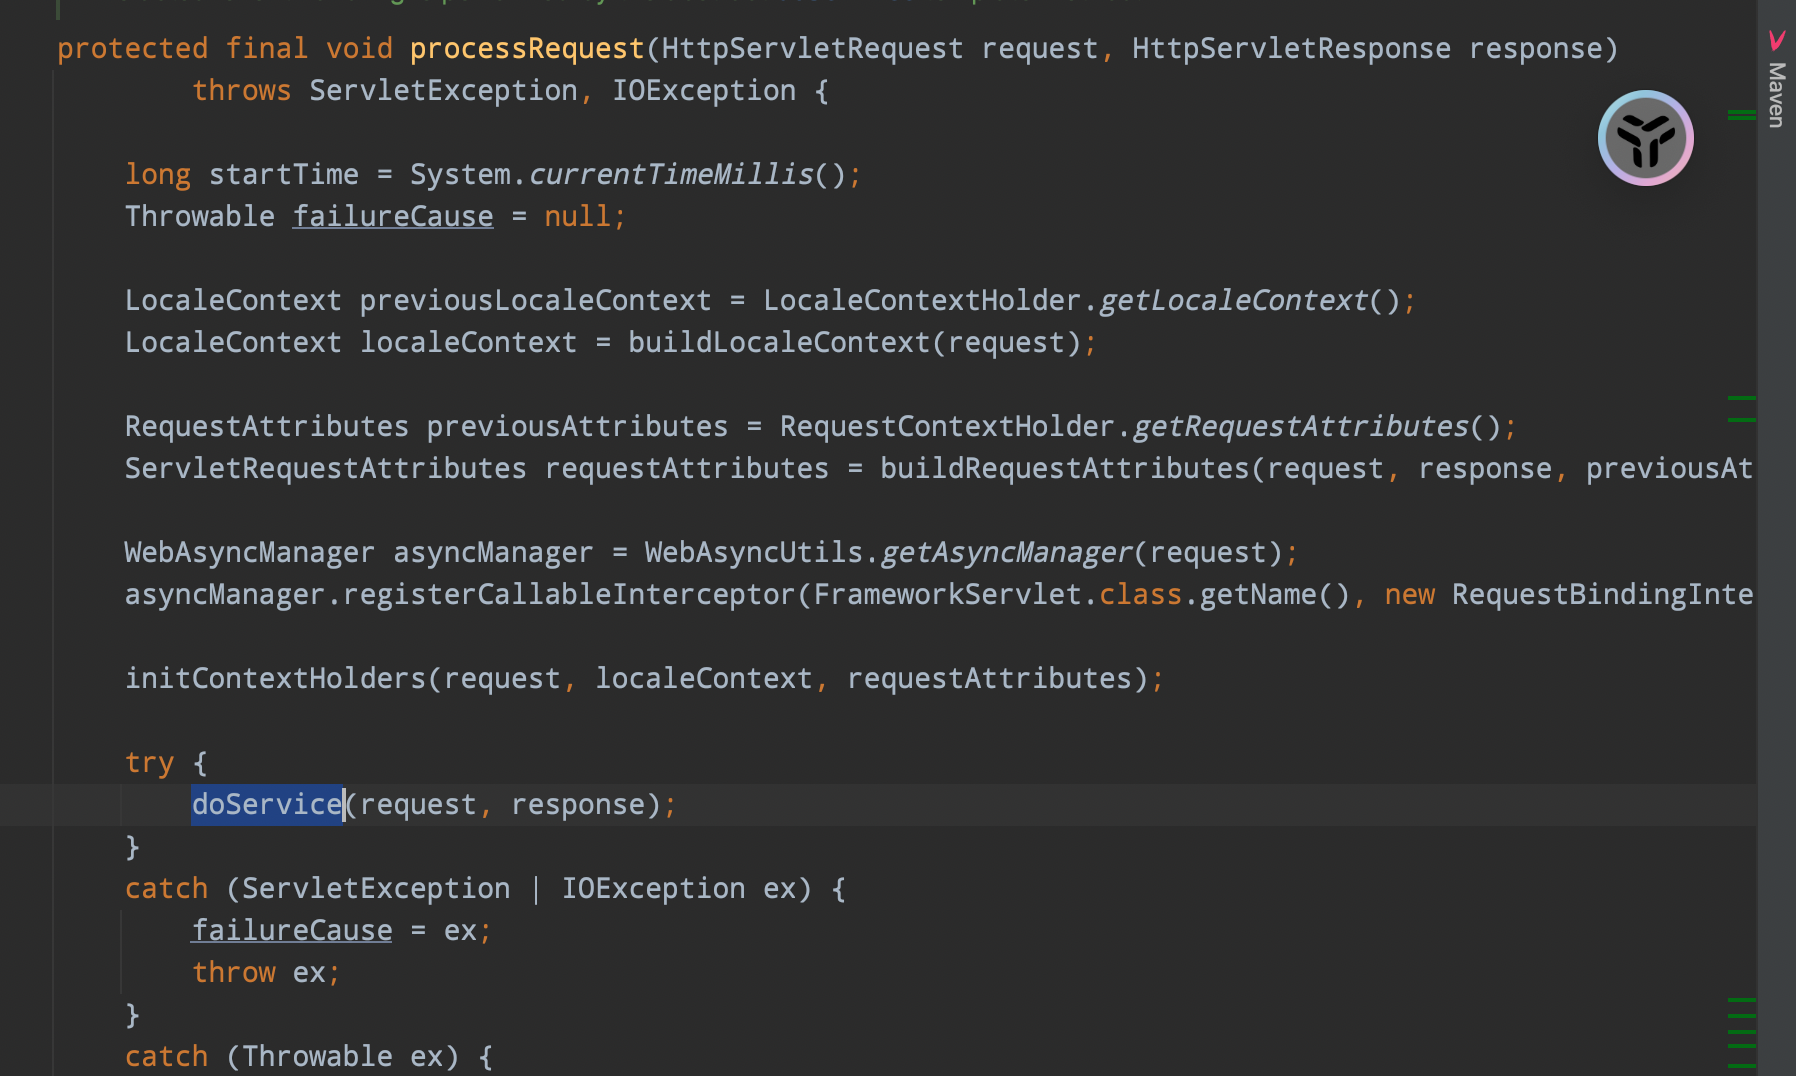 protected final void processRequest(HttpServletRequest request, HttpServletResponse response)
throws ServletException, IOException {
long startTime = System.currentTimeMillis();
Throwable failureCause = null;
LocaleContext previousLocaleContext = LocaleContextHolder.getLocaleContext();
LocaleContext localeContext = buildLocaleContext(request);
RequestAttributes previousAttributes = RequestContextHolder.getRequestAttributes();
ServletRequestAttributes requestAttributes = buildRequestAttributes(request, response, previousAt
WebAsyncManager asyncManager = WebAsyncUtils.getAsyncManager(request);
asyncManager.registerCallableInterceptor(FrameworkServlet.class.getName(), new RequestBindingInte
initContextHolders(request, localeContext, requestAttributes);
try {
doService(request, response);
}
catch (ServletException | IOException ex) {
failureCause = ex;
throw ex;
}
catch (Throwable ex) {
Maven